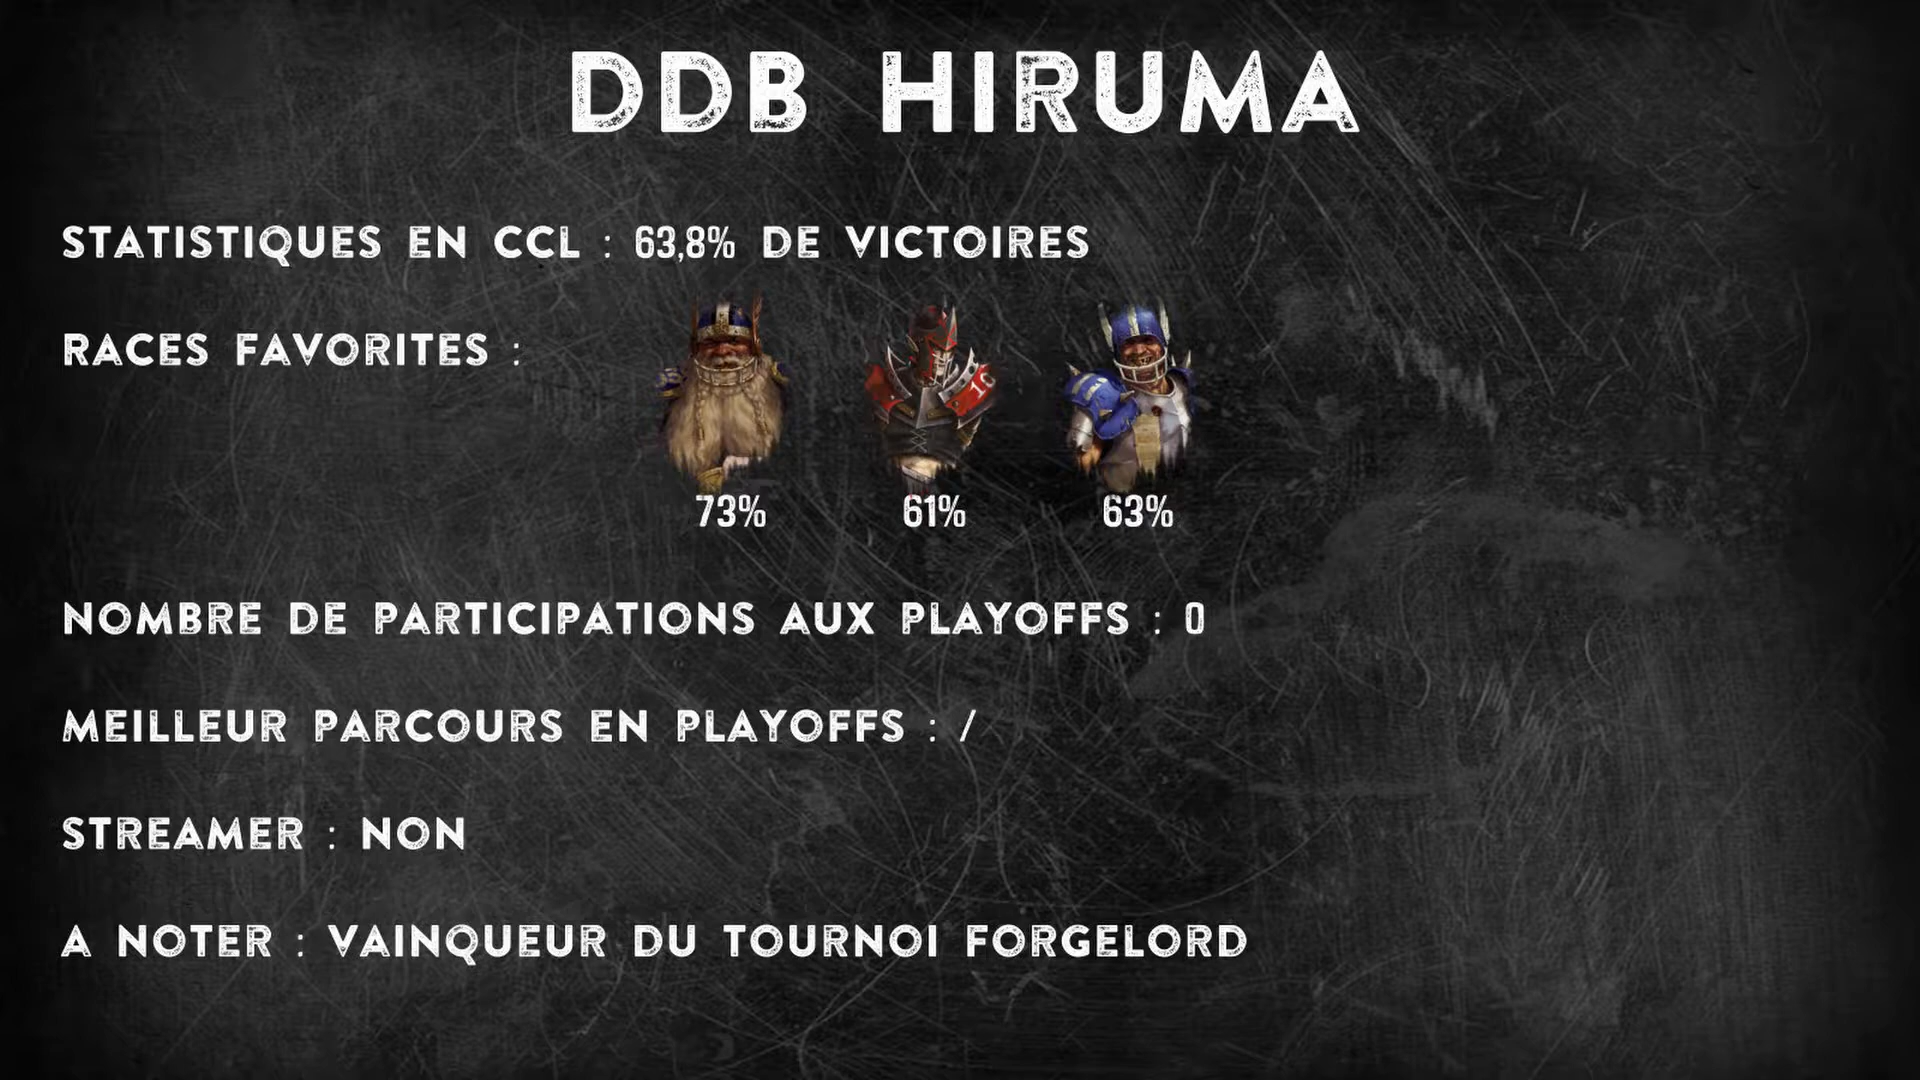 DDB HIRUMA
STATISTIQUES EN CCL : 63,8% DE VICTOIRES
RACES FAVORITES :
10
73% 61% 63%
NOMBRE DE PARTICIPATIONS AUX PLAYOFFS : 0
MEILLEUR PARCOURS EN PLAYOFFS : /
STREAMER : NON
A NOTER : VAINQUEUR DU TOURNOI FORGELORD